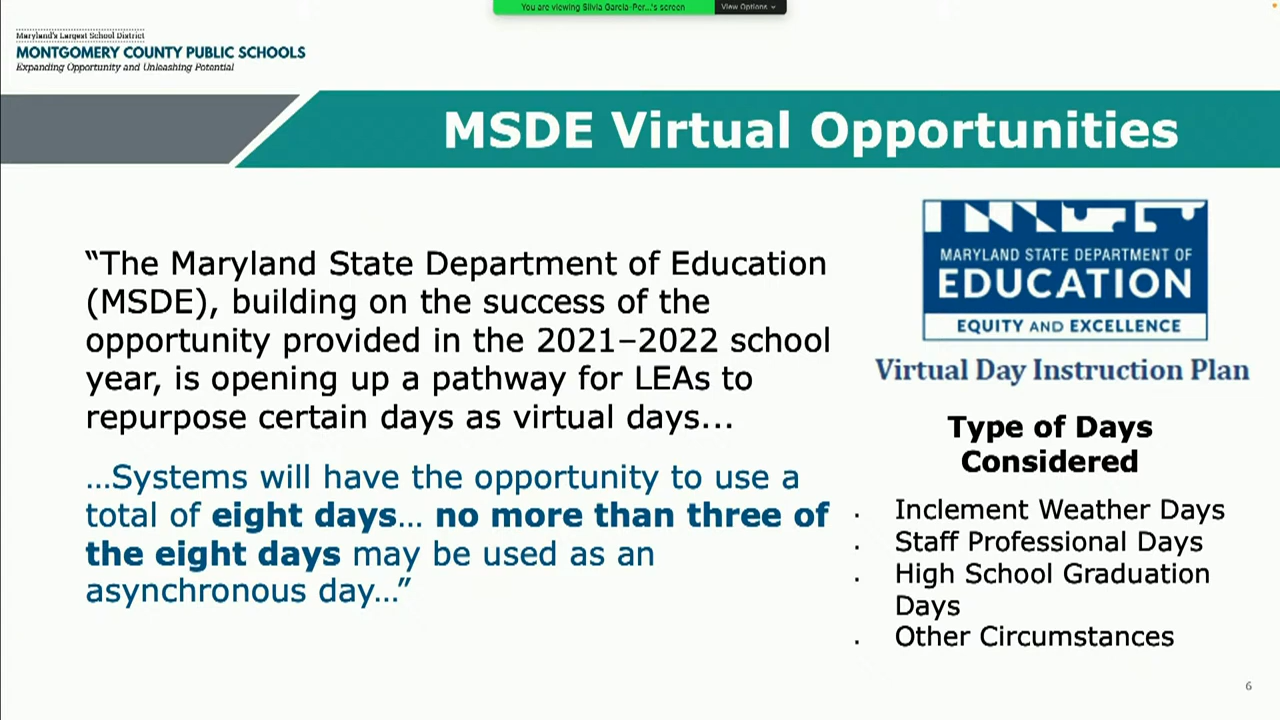 You are viewing Silvia Garcia-Per...'s screen
View Options
Maryland's Largest School District
MONTGOMERY COUNTY PUBLIC SCHOOLS
Expanding Opportunity and Unleashing Potential
MSDE Virtual Opportunities
“The Maryland State Department of Education
(MSDE), building on the success of the
opportunity provided in the 2021–2022 school
year, is opening up a pathway for LEAs to
repurpose certain days as virtual days...
…Systems will have the opportunity to use a
total of eight days… no more than three of
the eight days may be used as an
asynchronous day…”
MARYLAND STATE DEPARTMENT OF
EDUCATION
EQUITY AND EXCELLENCE
Virtual Day Instruction Plan
Type of Days
Considered
· Inclement Weather Days
· Staff Professional Days
· High School Graduation
Days
· Other Circumstances
6